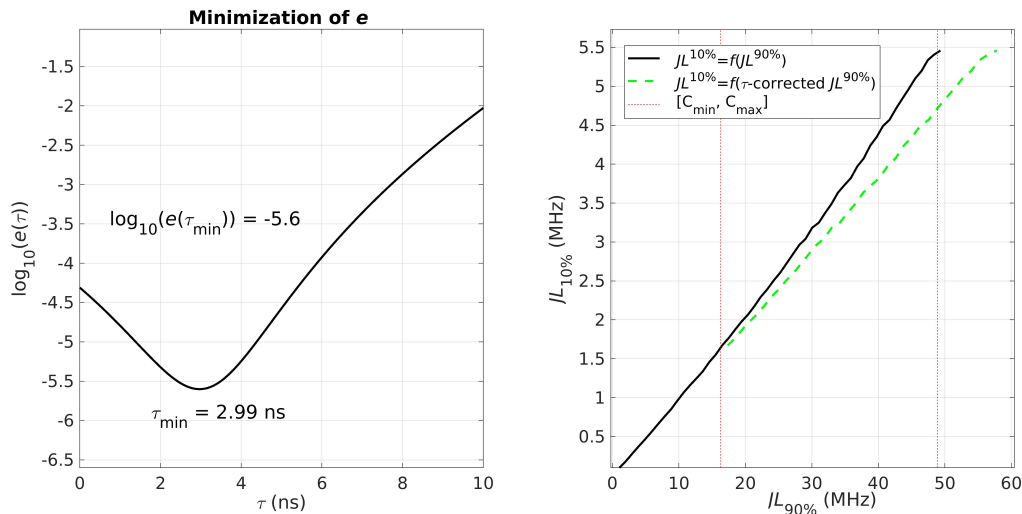 Minimization of e
-1.5
-2
-2.5
-3
-3.5
-4
-4.5
-5
-5.5
-6
-6.5
log10(e(τ))
log10(e(τmin)) = -5.6
τmin = 2.99 ns
0 2 4 6 8 10
τ (ns)
5.5
5
4.5
4
3.5
3
2.5
2
1.5
1
0.5
JL10% (MHz)
JL10%=f(JL90%)
JL10%=f(τ-corrected JL90%)
[Cmin, Cmax]
0 10 20 30 40 50 60
JL90% (MHz)